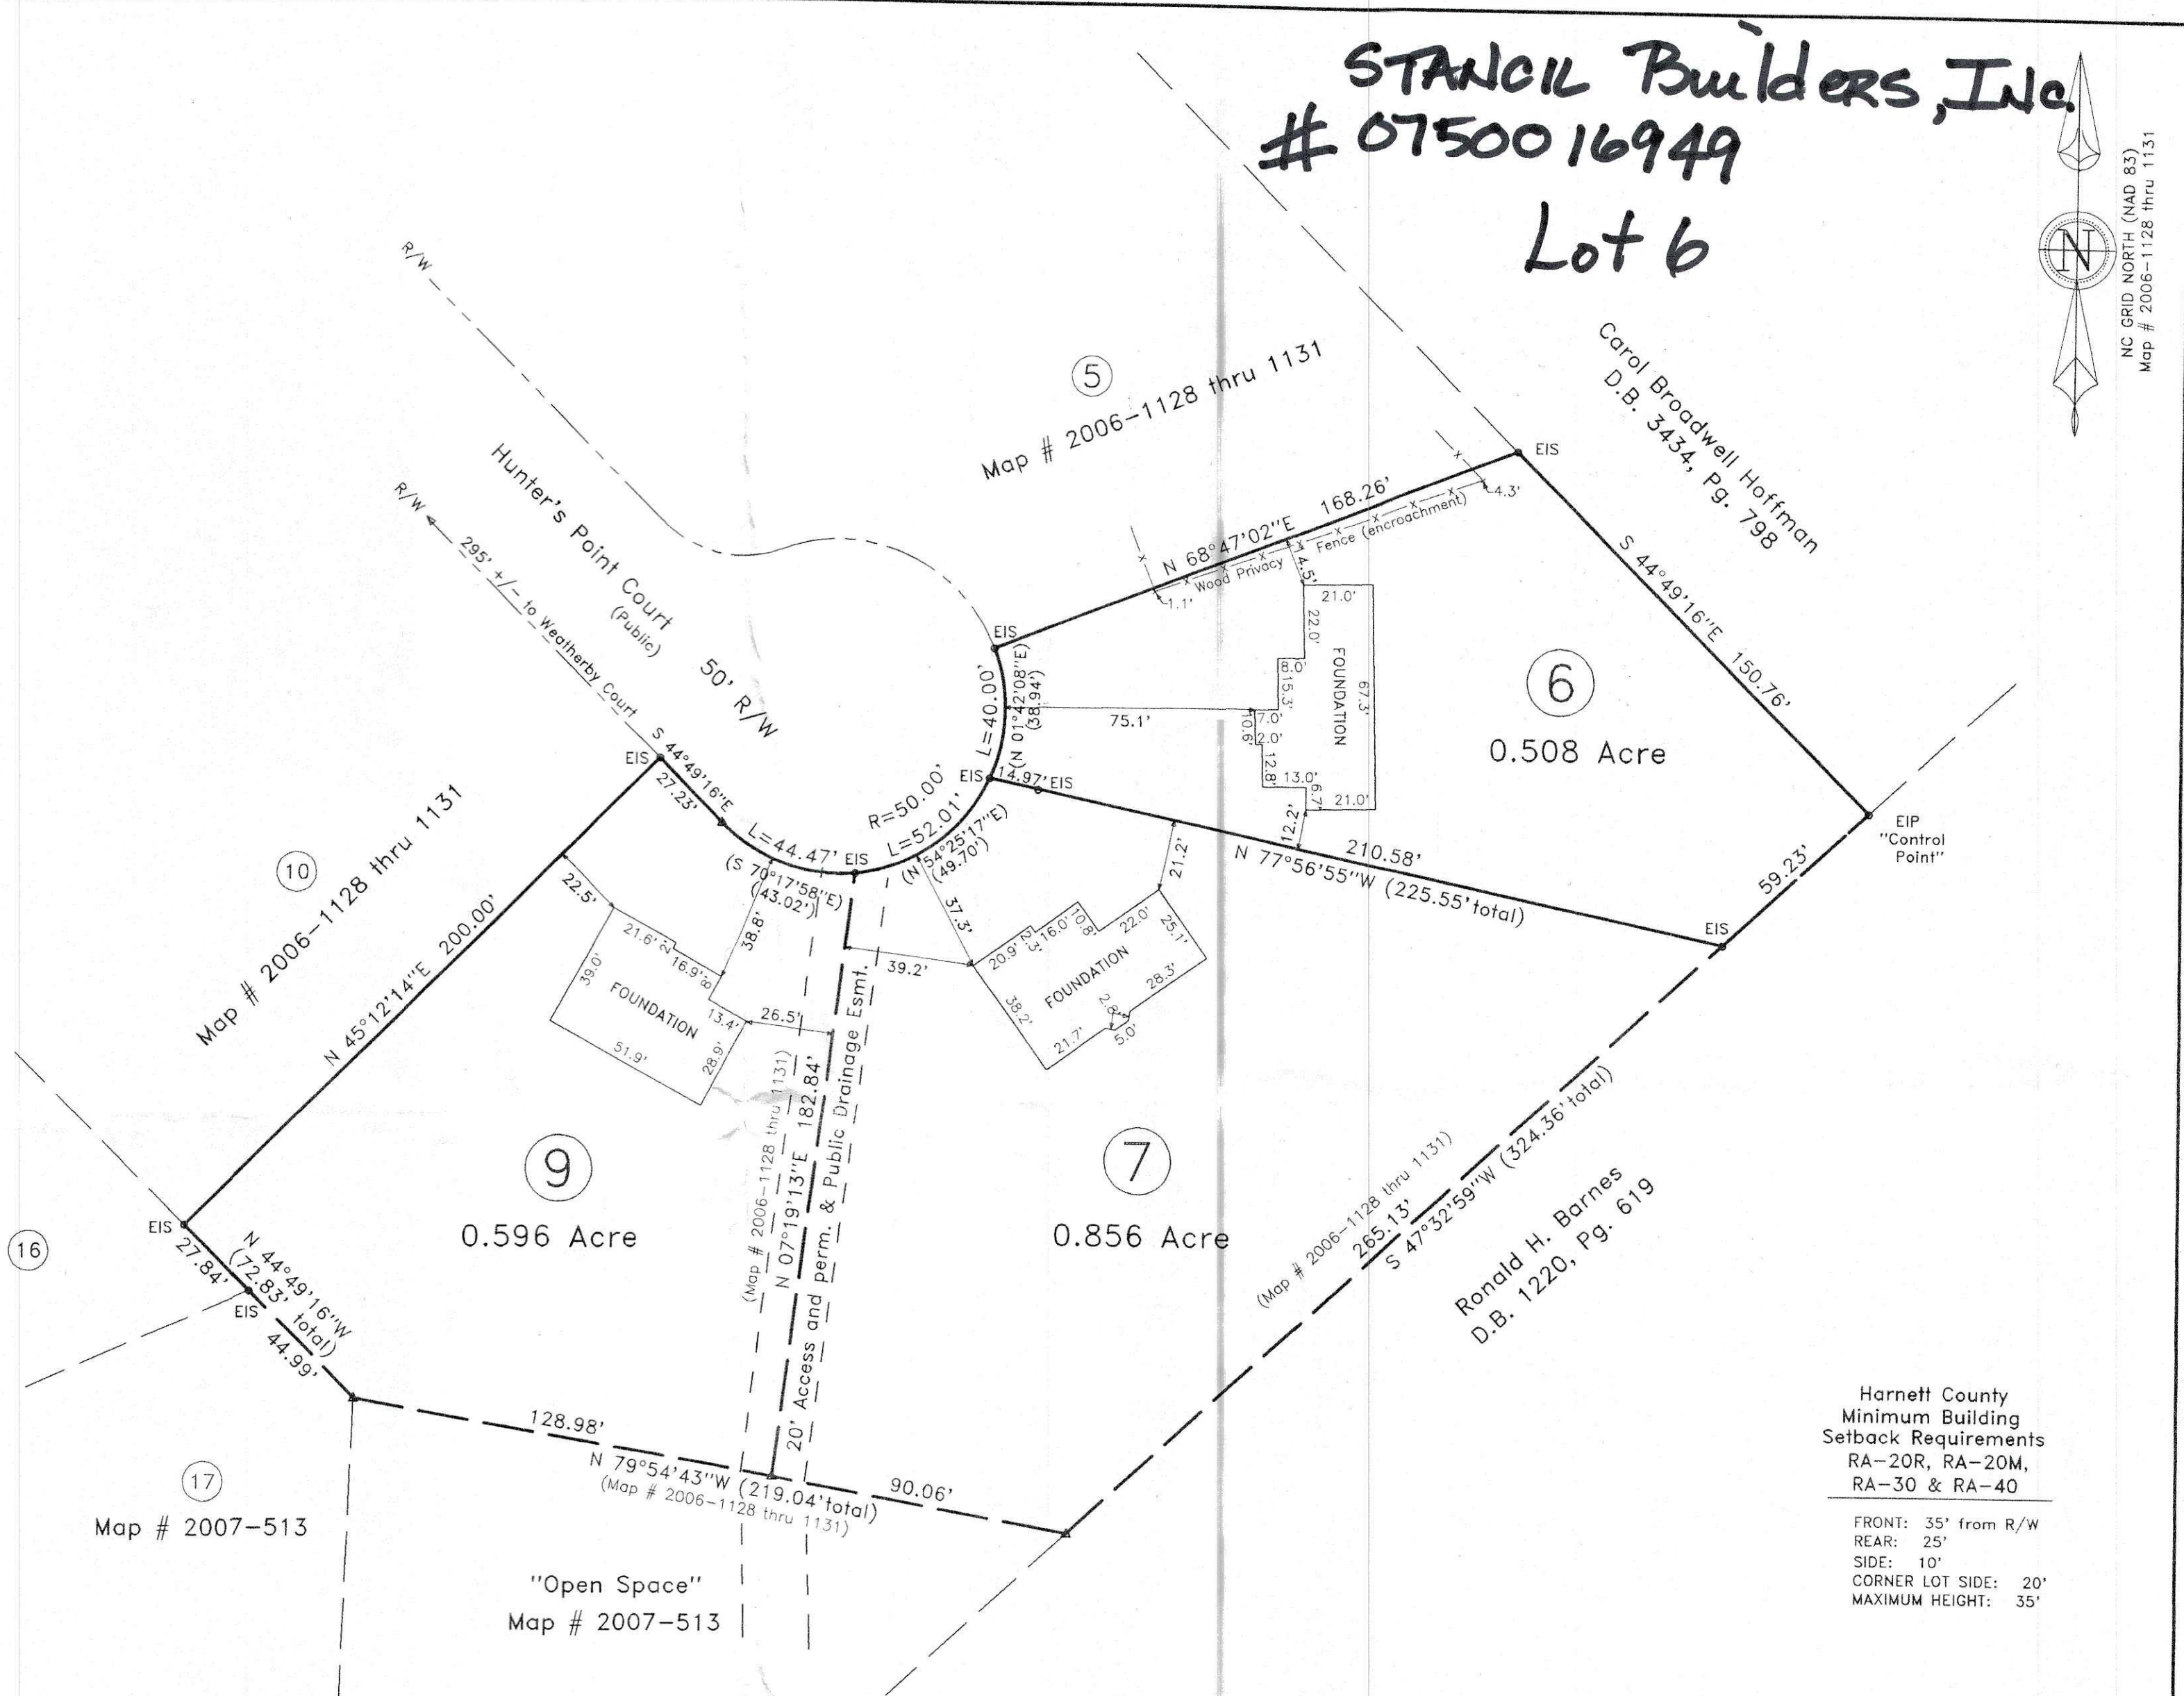 STANCIL Builders, Inc.
# 0750016949
Lot 6
NC GRID NORTH (NAD 83)
Map # 2006-1128 thru 1131
N
R/W
Hunter's Point Court
(Public)
50' R/W
R/W
295' +/- to Weatherby Court
5
Map # 2006-1128 thru 1131
Carol Broadwell Hoffman
D.B. 3434, Pg. 798
EIS
168.26'
N 68°47'02"E
Wood Privacy Fence (encroachment)
4.3'
1.1'
14.5'
EIS
S 44°49'16"E 150.76'
L=40.00'
(N 01°42'08"E)
(38.94')
75.1'
21.0'
22.0'
8.0'
15.3'
7.0'
10.6'
2.0'
12.8'
13.0'
6.7'
21.0'
67.3'
FOUNDATION
12.2'
6
0.508 Acre
EIP
"Control
Point"
59.23'
EIS
EIS
14.97'
EIS
210.58'
N 77°56'55"W (225.55' total)
EIS
S 44°49'16"E
27.23'
R=50.00'
L=44.47'
(S 70°17'58"E)
(43.02')
EIS
L=52.01'
(N 54°25'17"E)
(49.70')
10
Map # 2006-1128 thru 1131
N 45°12'14"E 200.00'
22.5'
38.8'
21.6'
2'
16.9'
8'
13.4'
39.0'
FOUNDATION
51.9'
28.9'
26.5'
37.3'
39.2'
21.2'
20.9'
2.3'
16.0'
10.8'
22.0'
25.1'
FOUNDATION
38.2'
28.3'
2.8'
5.0'
21.7'
9
0.596 Acre
7
0.856 Acre
(Map # 2006-1128 thru 1131)
N 07°19'13"E 182.84'
20' Access and perm. & Public Drainage Esmt.
EIS
16
27.84'
N 44°49'16"W
(72.83' total)
EIS
44.99'
(Map # 2006-1128 thru 1131)
265.13'
S 47°32'59"W (324.36' total)
Ronald H. Barnes
D.B. 1220, Pg. 619
128.98'
N 79°54'43"W (219.04' total)
(Map # 2006-1128 thru 1131)
90.06'
17
Map # 2007-513
"Open Space"
Map # 2007-513
Harnett County
Minimum Building
Setback Requirements
RA-20R, RA-20M,
RA-30 & RA-40
FRONT: 35' from R/W
REAR: 25'
SIDE: 10'
CORNER LOT SIDE: 20'
MAXIMUM HEIGHT: 35'